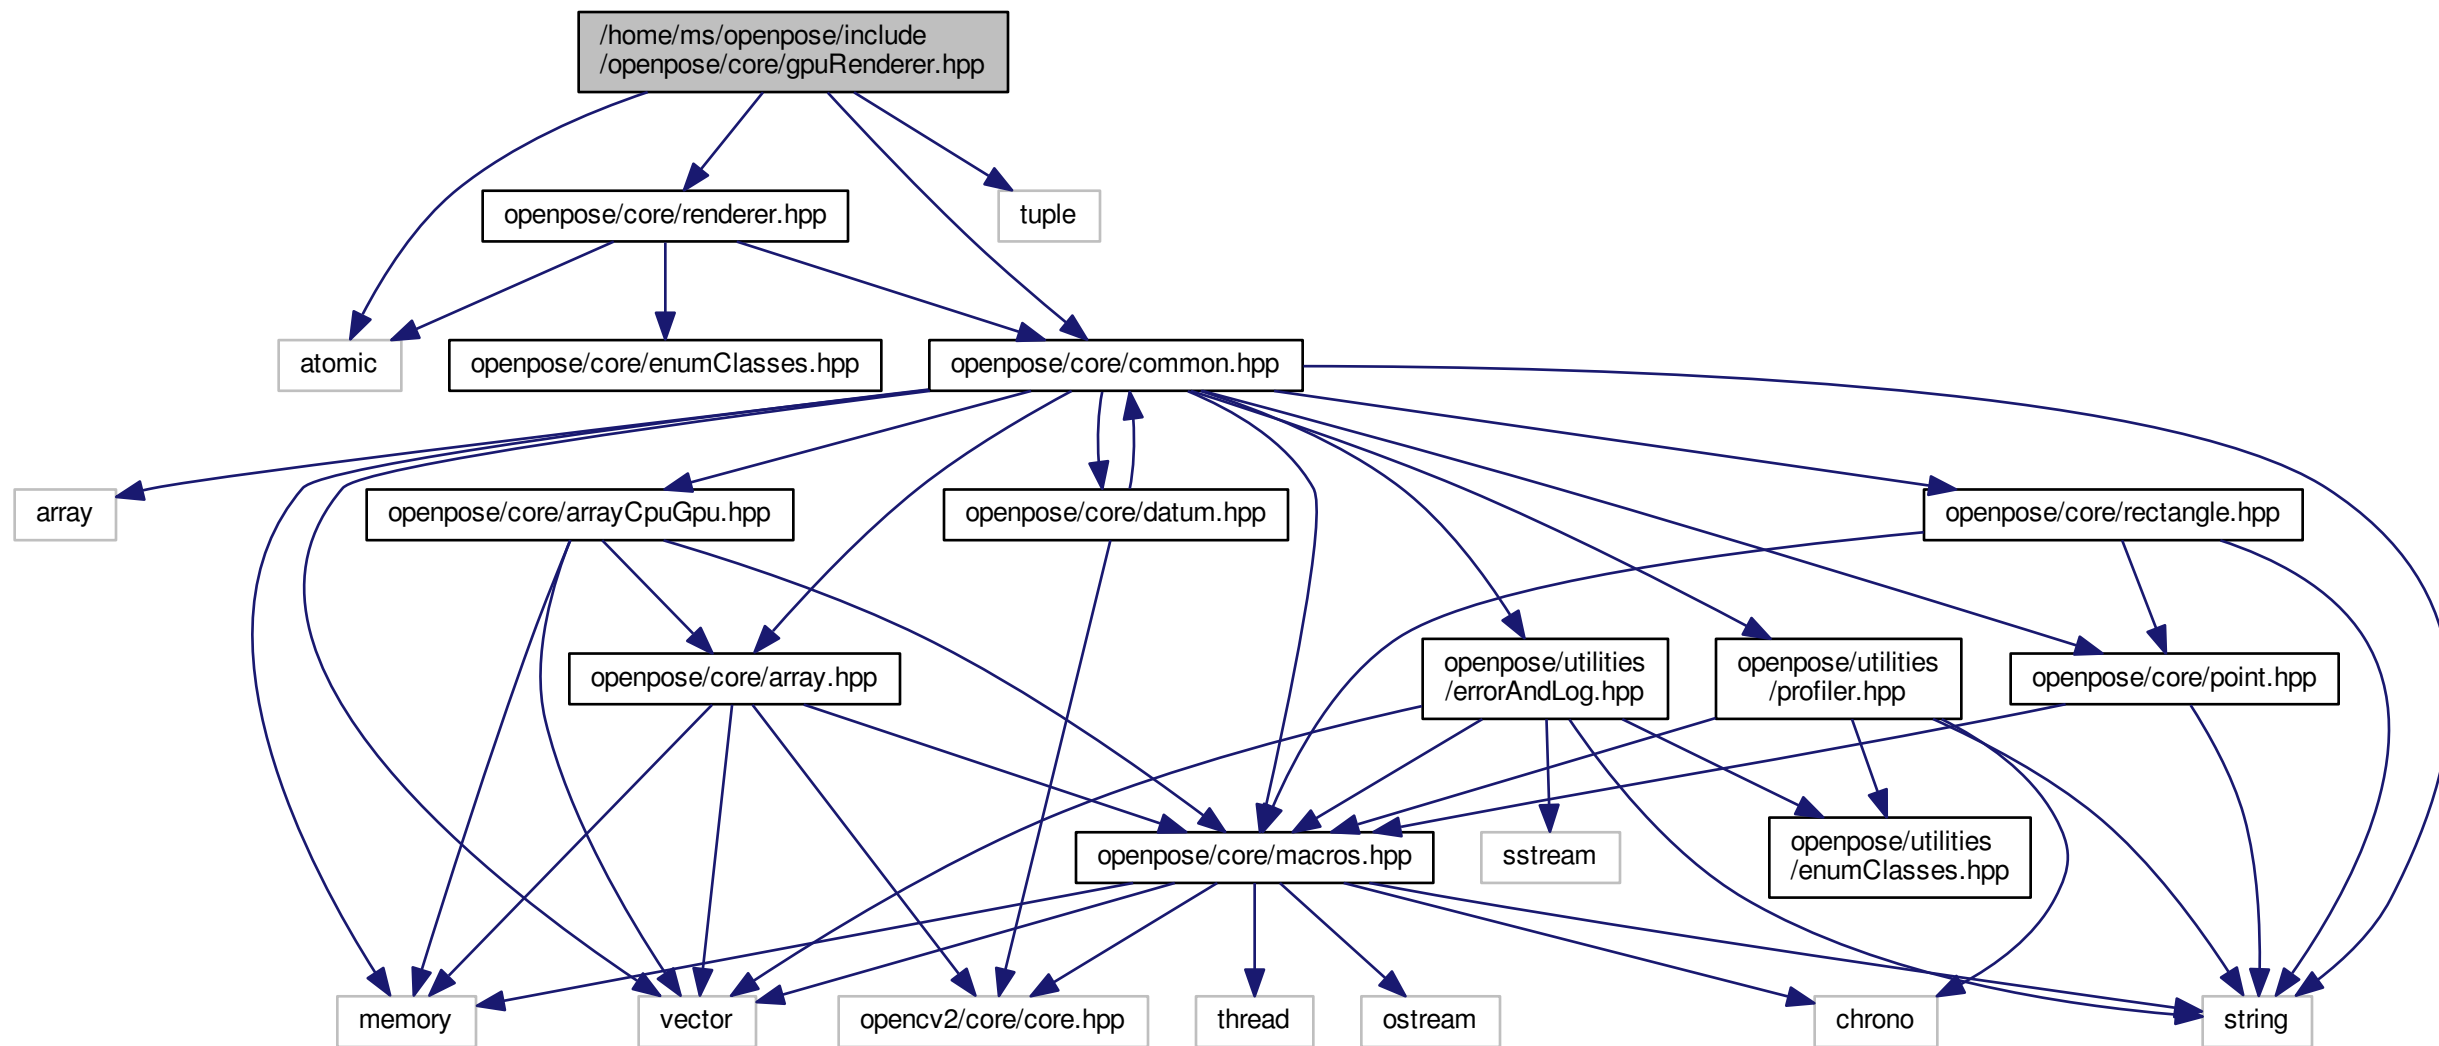 /home/ms/openpose/include
/openpose/core/gpuRenderer.hpp
openpose/core/renderer.hpp
tuple
atomic
openpose/core/enumClasses.hpp
openpose/core/common.hpp
array
openpose/core/arrayCpuGpu.hpp
openpose/core/datum.hpp
openpose/core/rectangle.hpp
openpose/core/array.hpp
openpose/utilities
/errorAndLog.hpp
openpose/utilities
/profiler.hpp
openpose/core/point.hpp
openpose/core/macros.hpp
sstream
openpose/utilities
/enumClasses.hpp
memory
vector
opencv2/core/core.hpp
thread
ostream
chrono
string